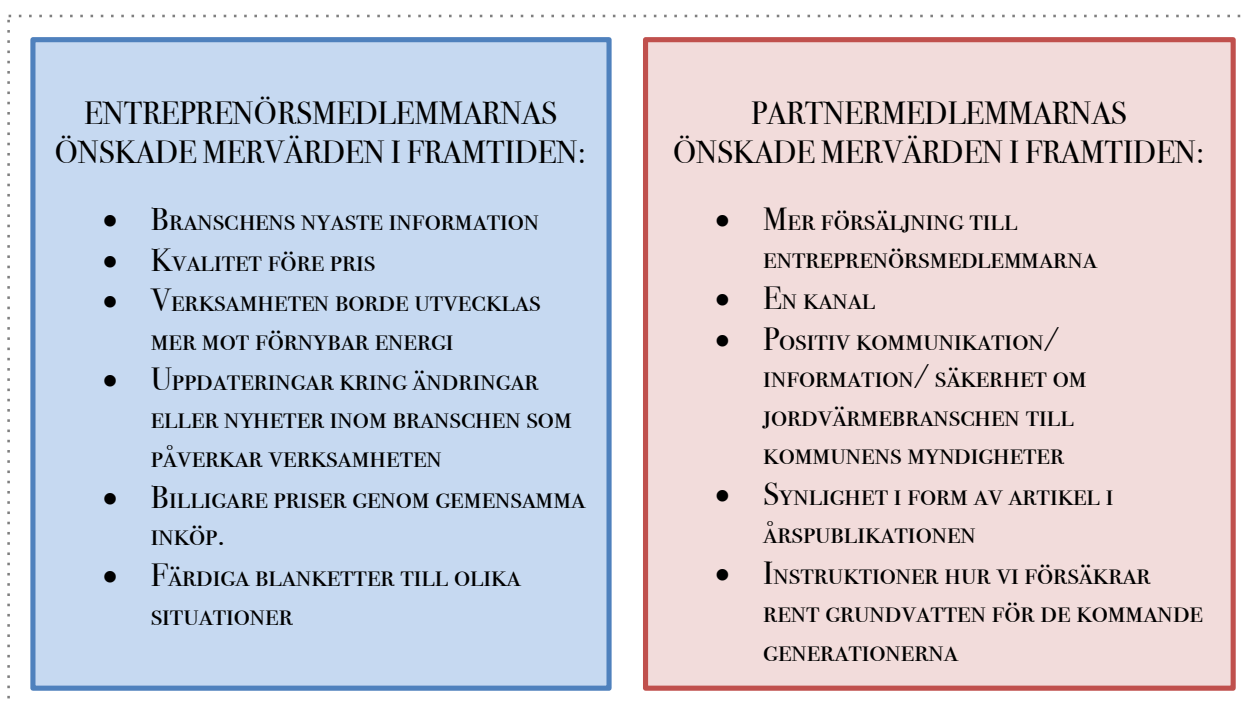 ENTREPRENÖRSMEDLEMMARNAS
ÖNSKADE MERVÄRDEN I FRAMTIDEN:
• Branschens nyaste information
• Kvalitet före pris
• Verksamheten borde utvecklas
mer mot förnybar energi
• Uppdateringar kring ändringar
eller nyheter inom branschen som
påverkar verksamheten
• Billigare priser genom gemensamma
inköp.
• Färdiga blanketter till olika
situationer
PARTNERMEDLEMMARNAS
ÖNSKADE MERVÄRDEN I FRAMTIDEN:
• Mer försäljning till
entreprenörsmedlemmarna
• En kanal
• Positiv kommunikation/
information/ säkerhet om
jordvärmebranschen till
kommunens myndigheter
• Synlighet i form av artikel i
årspublikationen
• Instruktioner hur vi försäkrar
rent grundvatten för de kommande
generationerna